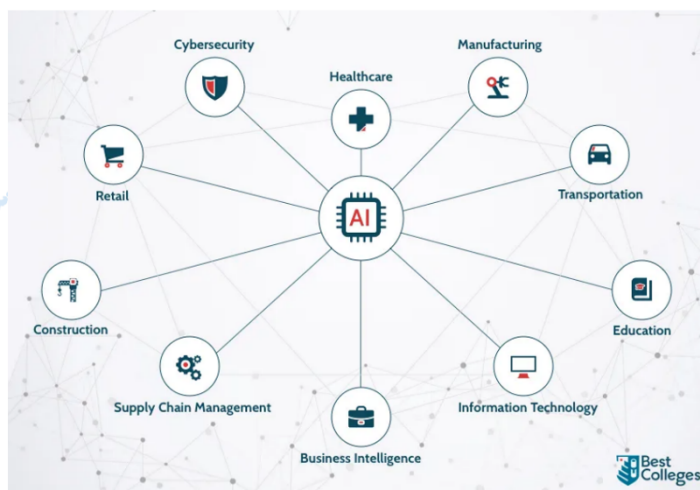 Cybersecurity
Manufacturing
Healthcare
Retail
AI
Transportation
Construction
Education
Supply Chain Management
Information Technology
Business Intelligence
Best
Colleges